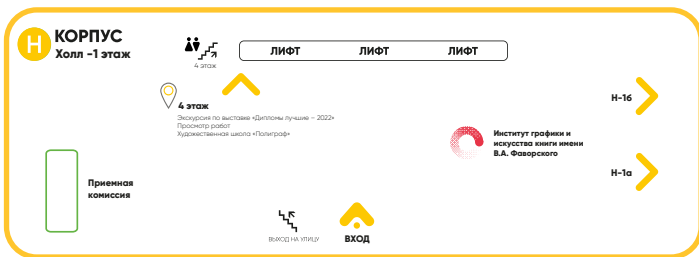 Н
КОРПУС
Холл -1 этаж
4 этаж
ЛИФТ ЛИФТ ЛИФТ
4 этаж
Экскурсия по выставке «Дипломы лучшие – 2022»
Просмотр работ
Художественная школа «Полиграф»
Н-1б
Институт графики и
искусства книги имени
В.А. Фаворского
Н-1а
Приемная
комиссия
ВЫХОД НА УЛИЦУ
ВХОД